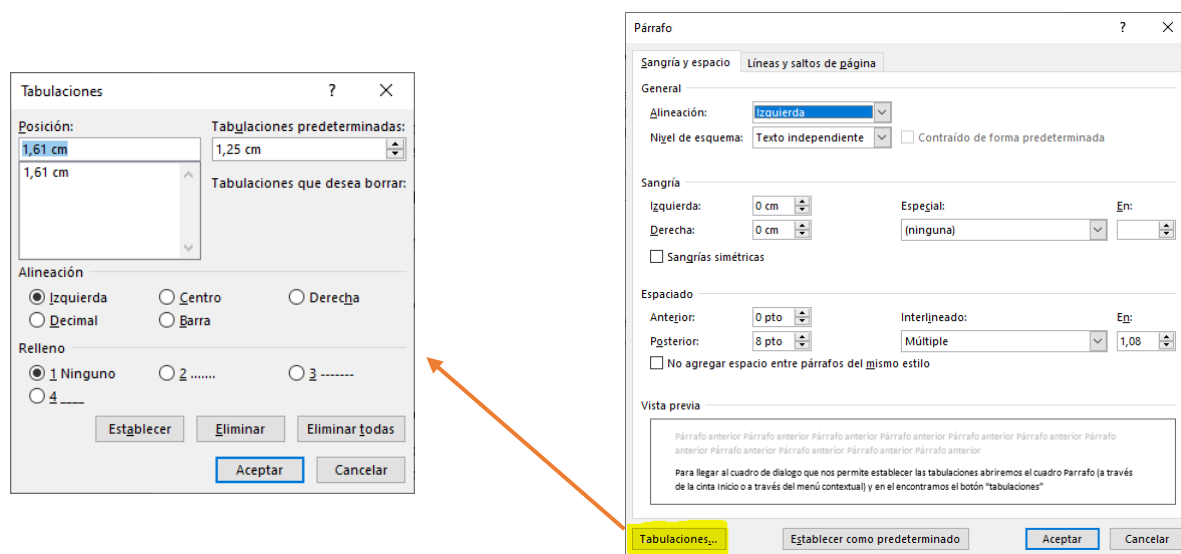 Tabulaciones ?
Posición: Tabulaciones predeterminadas:
1,61 cm 1,25 cm
1,61 cm
Tabulaciones que desea borrar:
Alineación
Izquierda Centro Derecha
Decimal Barra
Relleno
1 Ninguno 2 ....... 3 -------
4 ___
Establecer Eliminar Eliminar todas
Aceptar Cancelar
Párrafo ?
Sangría y espacio Líneas y saltos de página
General
Alineación: Izquierda
Nivel de esquema: Texto independiente Contraído de forma predeterminada
Sangría
Izquierda: 0 cm Especial: En:
Derecha: 0 cm (ninguna)
Sangrías simétricas
Espaciado
Anterior: 0 pto Interlineado: En:
Posterior: 8 pto Múltiple 1,08
No agregar espacio entre párrafos del mismo estilo
Vista previa
Párrafo anterior Párrafo anterior Párrafo anterior Párrafo anterior Párrafo anterior Párrafo anterior Párrafo
anterior Párrafo anterior Párrafo anterior Párrafo anterior Párrafo anterior
Para llegar al cuadro de dialogo que nos permite establecer las tabulaciones abriremos el cuadro Parrafo (a través
de la cinta Inicio o a través del menú contextual) y en el encontramos el botón "tabulaciones"
Tabulaciones... Establecer como predeterminado Aceptar Cancelar